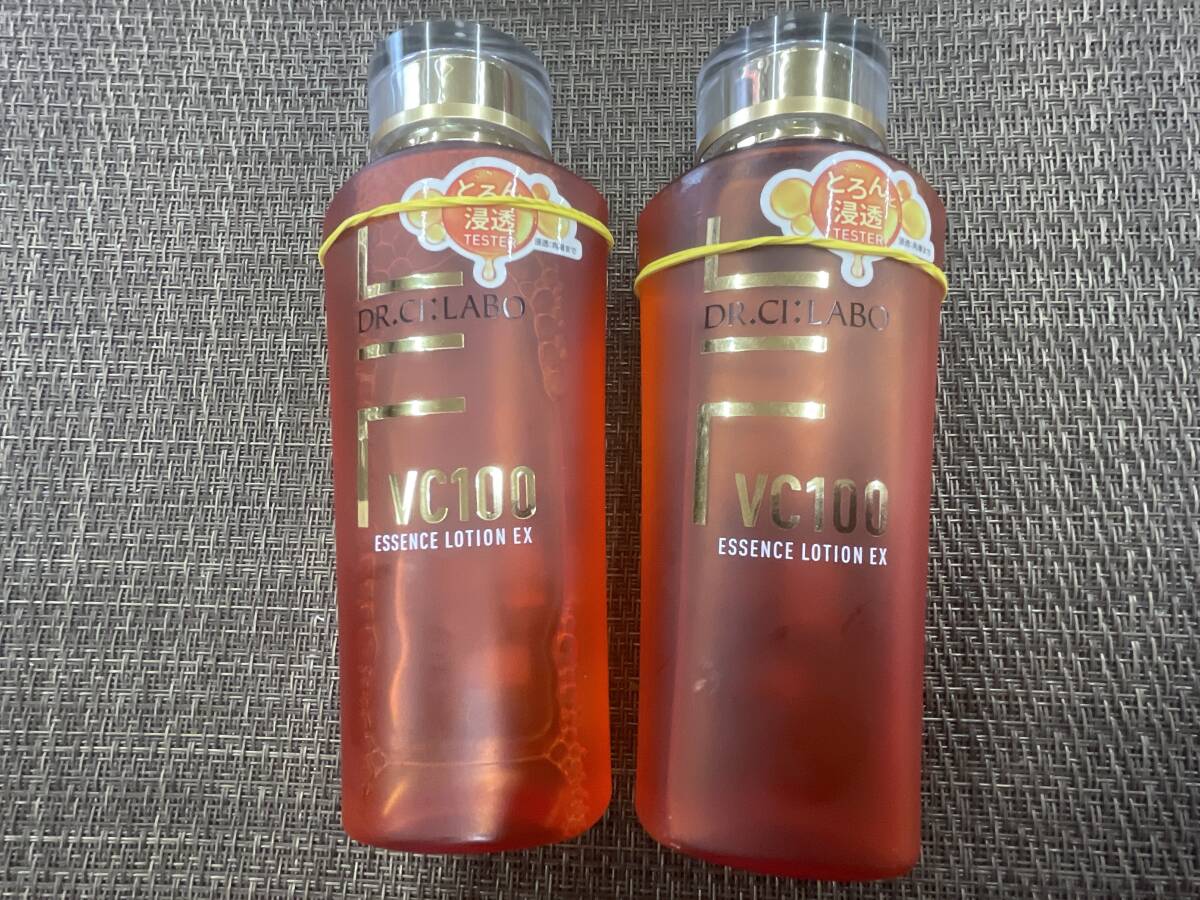 とろん
浸透
TESTER
DR.CI:LABO
VC100
ESSENCE LOTION EX
とろんと
浸透
TESTER
DR.CI:LABO
VC100
ESSENCE LOTION EX